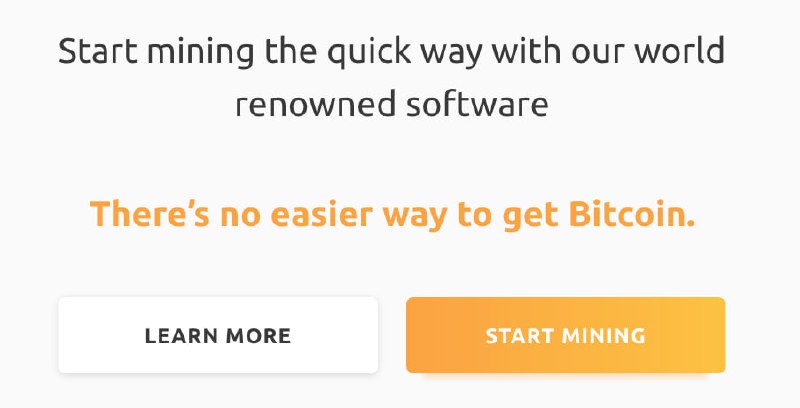 Start mining the quick way with our world
renowned software
There’s no easier way to get Bitcoin.
LEARN MORE
START MINING